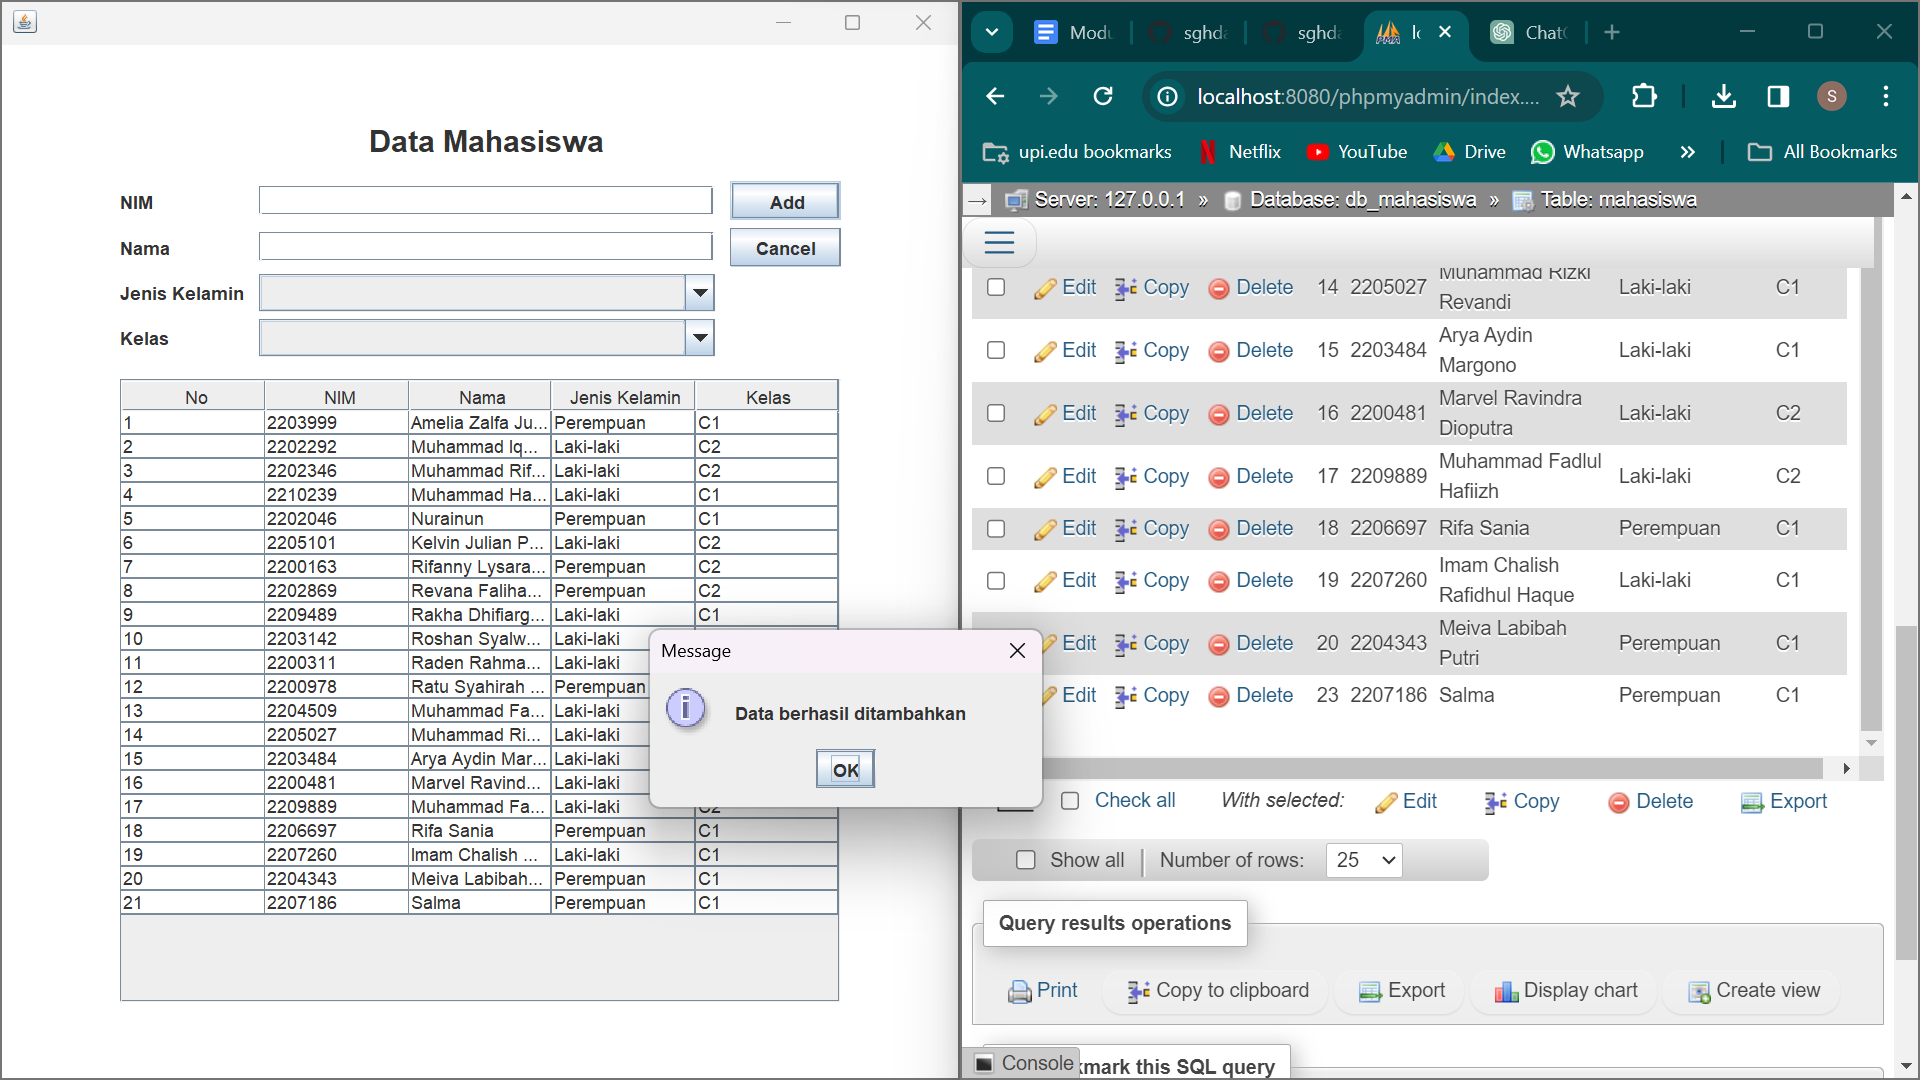 Data Mahasiswa
NIM
Add
Nama
Cancel
Jenis Kelamin
Kelas
No NIM Nama Jenis Kelamin Kelas
1 2203999 Amelia Zalfa Ju... Perempuan C1
2 2202292 Muhammad Iq... Laki-laki C2
3 2202346 Muhammad Rif... Laki-laki C2
4 2210239 Muhammad Ha... Laki-laki C1
5 2202046 Nurainun Perempuan C1
6 2205101 Kelvin Julian P... Laki-laki C2
7 2200163 Rifanny Lysara... Perempuan C2
8 2202869 Revana Faliha... Perempuan C2
9 2209489 Rakha Dhifiarg... Laki-laki C1
10 2203142 Roshan Syalw... Laki-laki
11 2200311 Raden Rahma... Laki-laki
12 2200978 Ratu Syahirah ... Perempuan
13 2204509 Muhammad Fa... Laki-laki
14 2205027 Muhammad Ri... Laki-laki
15 2203484 Arya Aydin Mar... Laki-laki
16 2200481 Marvel Ravind... Laki-laki
17 2209889 Muhammad Fa... Laki-laki
18 2206697 Rifa Sania Perempuan C1
19 2207260 Imam Chalish ... Laki-laki C1
20 2204343 Meiva Labibah... Perempuan C1
21 2207186 Salma Perempuan C1
Message
Data berhasil ditambahkan
OK
Modu sghda sghda Chat
localhost:8080/phpmyadmin/index....
S
upi.edu bookmarks Netflix YouTube Drive Whatsapp » All Bookmarks
Server: 127.0.0.1 » Database: db_mahasiswa » Table: mahasiswa
Edit Copy Delete 14 2205027 Muhammad Rizki Laki-laki C1
Revandi
Edit Copy Delete 15 2203484 Arya Aydin Laki-laki C1
Margono
Edit Copy Delete 16 2200481 Marvel Ravindra Laki-laki C2
Dioputra
Edit Copy Delete 17 2209889 Muhammad Fadlul Laki-laki C2
Hafiizh
Edit Copy Delete 18 2206697 Rifa Sania Perempuan C1
Edit Copy Delete 19 2207260 Imam Chalish Laki-laki C1
Rafidhul Haque
Edit Copy Delete 20 2204343 Meiva Labibah Perempuan C1
Putri
Edit Copy Delete 23 2207186 Salma Perempuan C1
Check all With selected: Edit Copy Delete Export
Show all Number of rows: 25
Query results operations
Print Copy to clipboard Export Display chart Create view
Console
kmark this SQL query